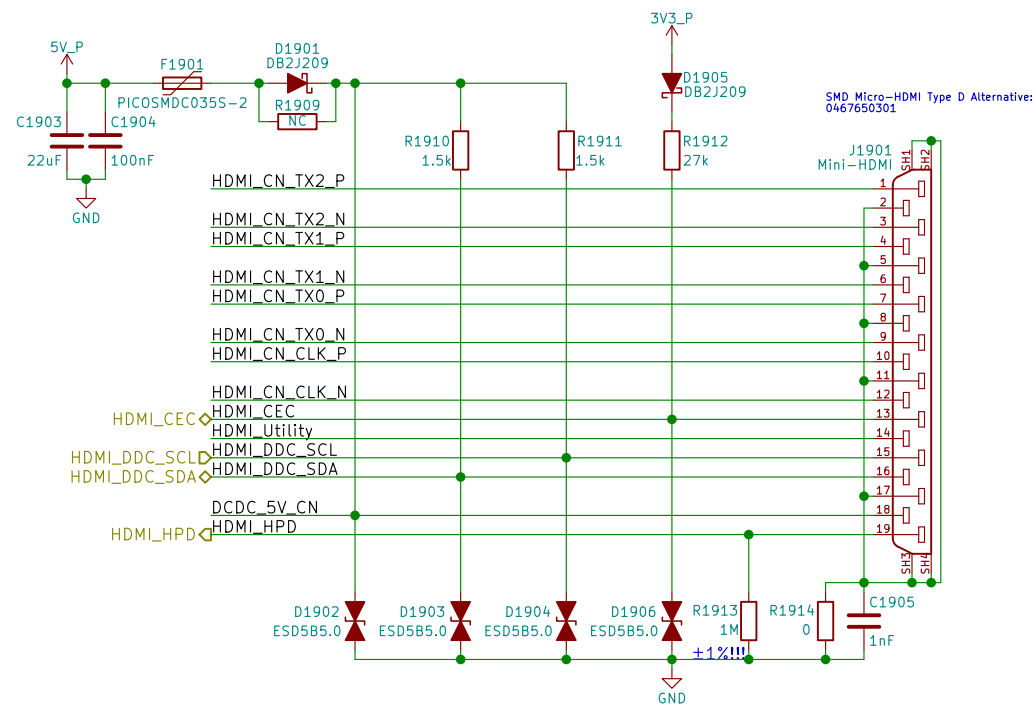 3V3_P
5V_P
D1901
DB2J209
F1901
PICOSMDC035S-2
R1909
NC
D1905
DB2J209
SMD Micro-HDMI Type D Alternative:
0467650301
C1903
22uF
C1904
100nF
GND
R1910
1.5k
R1911
1.5k
R1912
27k
J1901
Mini-HDMI
SH1
SH2
HDMI_CN_TX2_P
1
2
HDMI_CN_TX2_N
3
HDMI_CN_TX1_P
4
5
HDMI_CN_TX1_N
6
HDMI_CN_TX0_P
7
8
HDMI_CN_TX0_N
9
HDMI_CN_CLK_P
10
11
HDMI_CN_CLK_N
12
HDMI_CEC
HDMI_CEC
13
HDMI_Utility
14
HDMI_DDC_SCL
HDMI_DDC_SCL
15
HDMI_DDC_SDA
HDMI_DDC_SDA
16
17
DCDC_5V_CN
18
HDMI_HPD
HDMI_HPD
19
SH3
SH4
D1902
ESD5B5.0
D1903
ESD5B5.0
D1904
ESD5B5.0
D1906
ESD5B5.0
R1913
1M
±1%!!!
R1914
0
C1905
1nF
GND